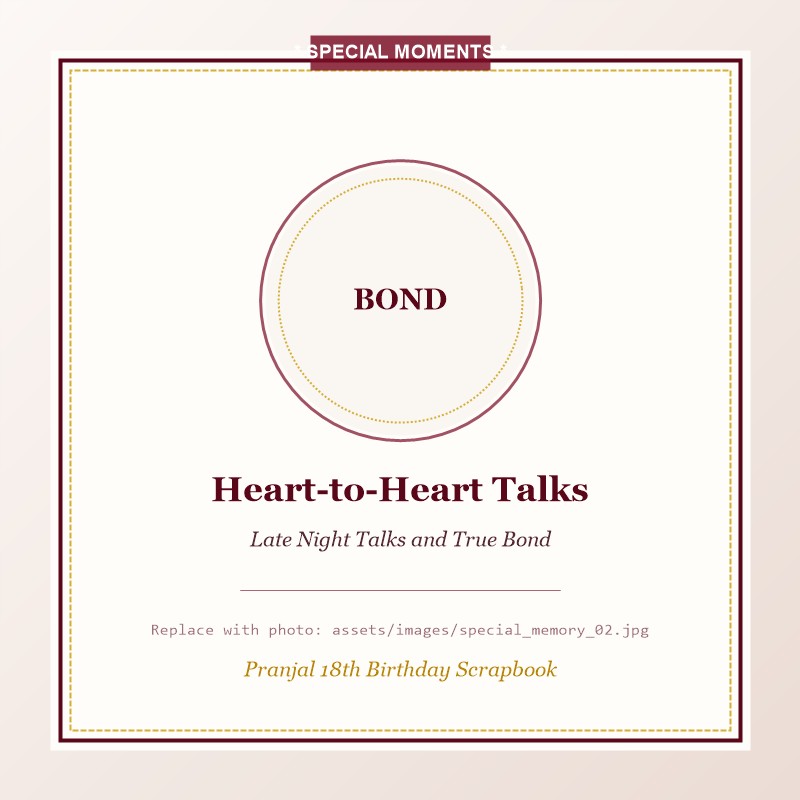 * SPECIAL MOMENTS *
BOND
Heart-to-Heart Talks
Late Night Talks and True Bond
Replace with photo: assets/images/special_memory_02.jpg
Pranjal 18th Birthday Scrapbook